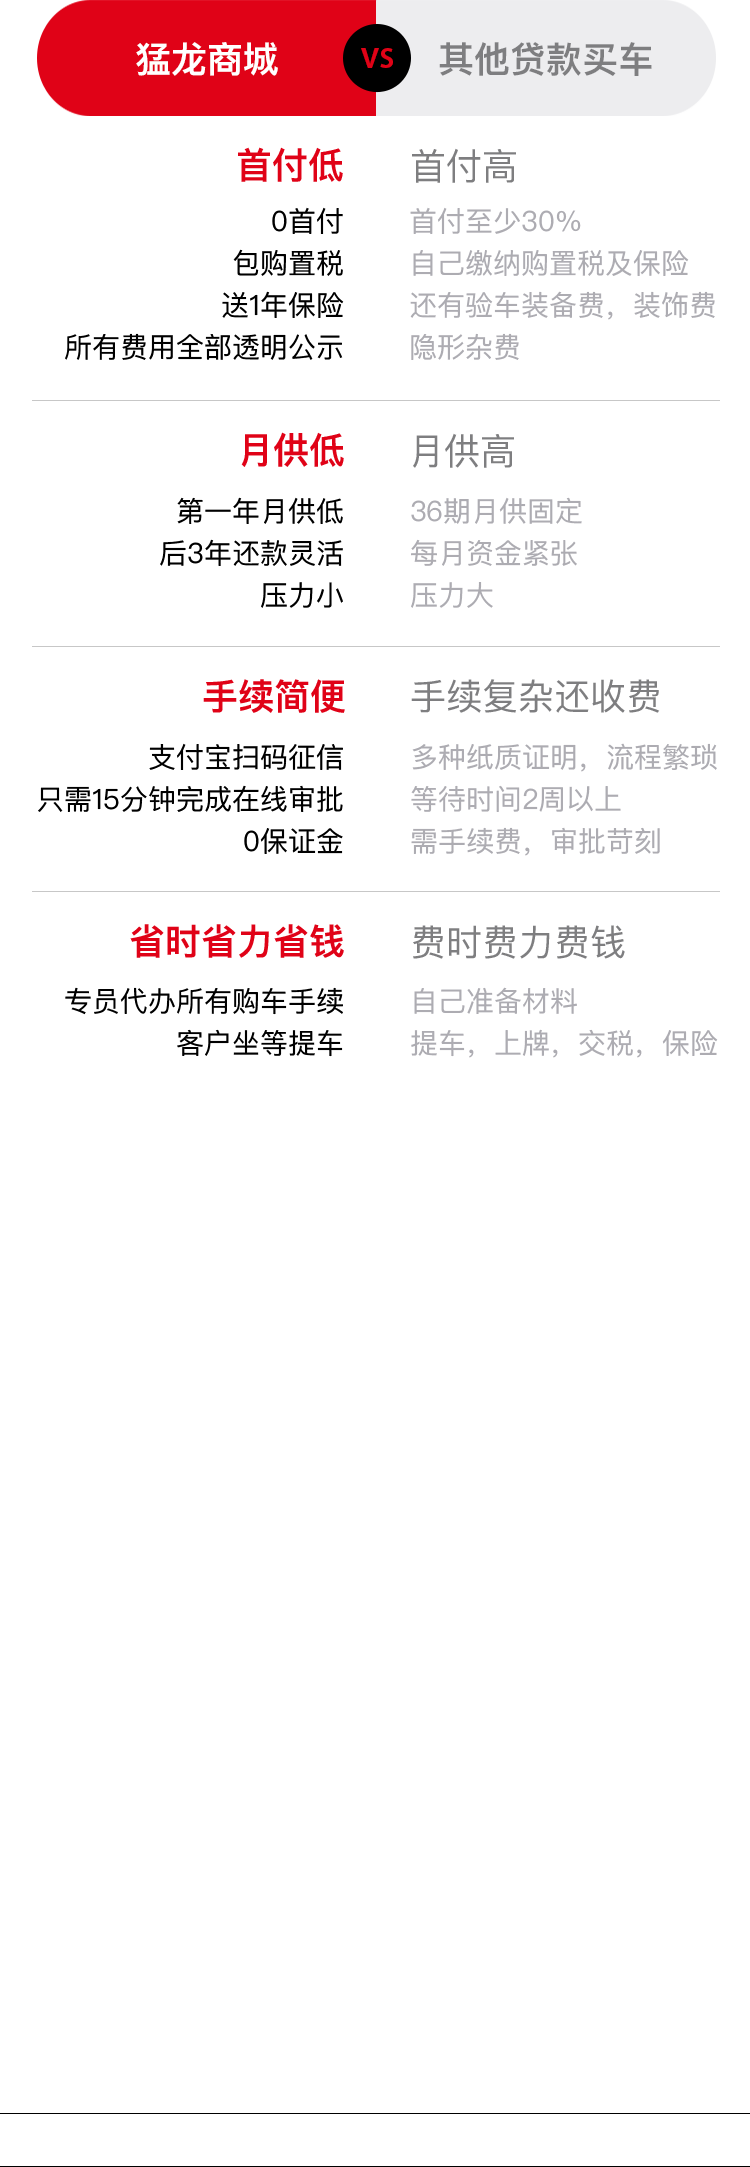 猛龙商城 VS 其他贷款买车
首付低 首付高
0首付 首付至少30%
包购置税 自己缴纳购置税及保险
送1年保险 还有验车装备费，装饰费
所有费用全部透明公示 隐形杂费
月供低 月供高
第一年月供低 36期月供固定
后3年还款灵活 每月资金紧张
压力小 压力大
手续简便 手续复杂还收费
支付宝扫码征信 多种纸质证明，流程繁琐
只需15分钟完成在线审批 等待时间2周以上
0保证金 需手续费，审批苛刻
省时省力省钱 费时费力费钱
专员代办所有购车手续 自己准备材料
客户坐等提车 提车，上牌，交税，保险